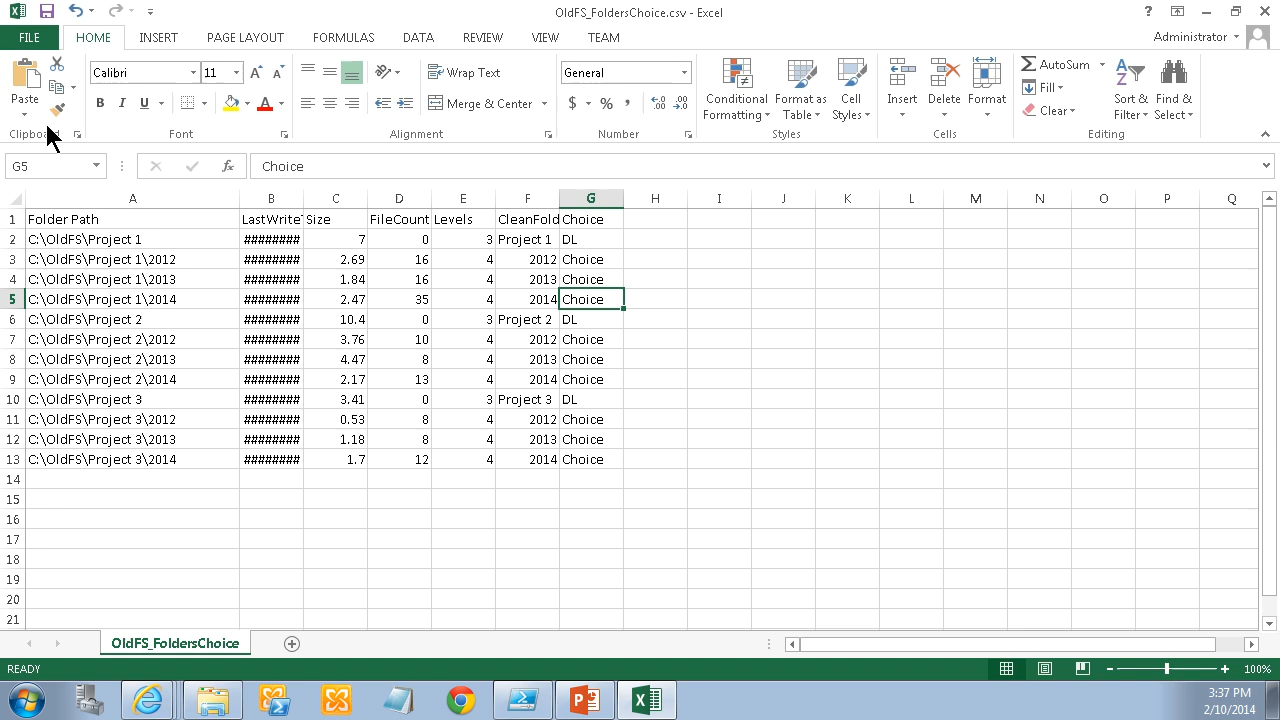 OldFS_FoldersChoice.csv - Excel
FILE HOME INSERT PAGE LAYOUT FORMULAS DATA REVIEW VIEW TEAM Administrator
Calibri 11 Wrap Text General AutoSum
Paste Conditional Format as Cell Insert Delete Format Fill Sort & Find &
B I U Merge & Center $ % , Formatting Table Styles Clear Filter Select
Clipboard Font Alignment Number Styles Cells Editing
G5 fx Choice
A B C D E F G H I J K L M N O P Q
1 Folder Path LastWriteT Size FileCount Levels CleanFold Choice
2 C:\OldFS\Project 1 ######## 7 0 3 Project 1 DL
3 C:\OldFS\Project 1\2012 ######## 2.69 16 4 2012 Choice
4 C:\OldFS\Project 1\2013 ######## 1.84 16 4 2013 Choice
5 C:\OldFS\Project 1\2014 ######## 2.47 35 4 2014 Choice
6 C:\OldFS\Project 2 ######## 10.4 0 3 Project 2 DL
7 C:\OldFS\Project 2\2012 ######## 3.76 10 4 2012 Choice
8 C:\OldFS\Project 2\2013 ######## 4.47 8 4 2013 Choice
9 C:\OldFS\Project 2\2014 ######## 2.17 13 4 2014 Choice
10 C:\OldFS\Project 3 ######## 3.41 0 3 Project 3 DL
11 C:\OldFS\Project 3\2012 ######## 0.53 8 4 2012 Choice
12 C:\OldFS\Project 3\2013 ######## 1.18 8 4 2013 Choice
13 C:\OldFS\Project 3\2014 ######## 1.7 12 4 2014 Choice
14
15
16
17
18
19
20
21
OldFS_FoldersChoice
READY 100%
3:37 PM
2/10/2014